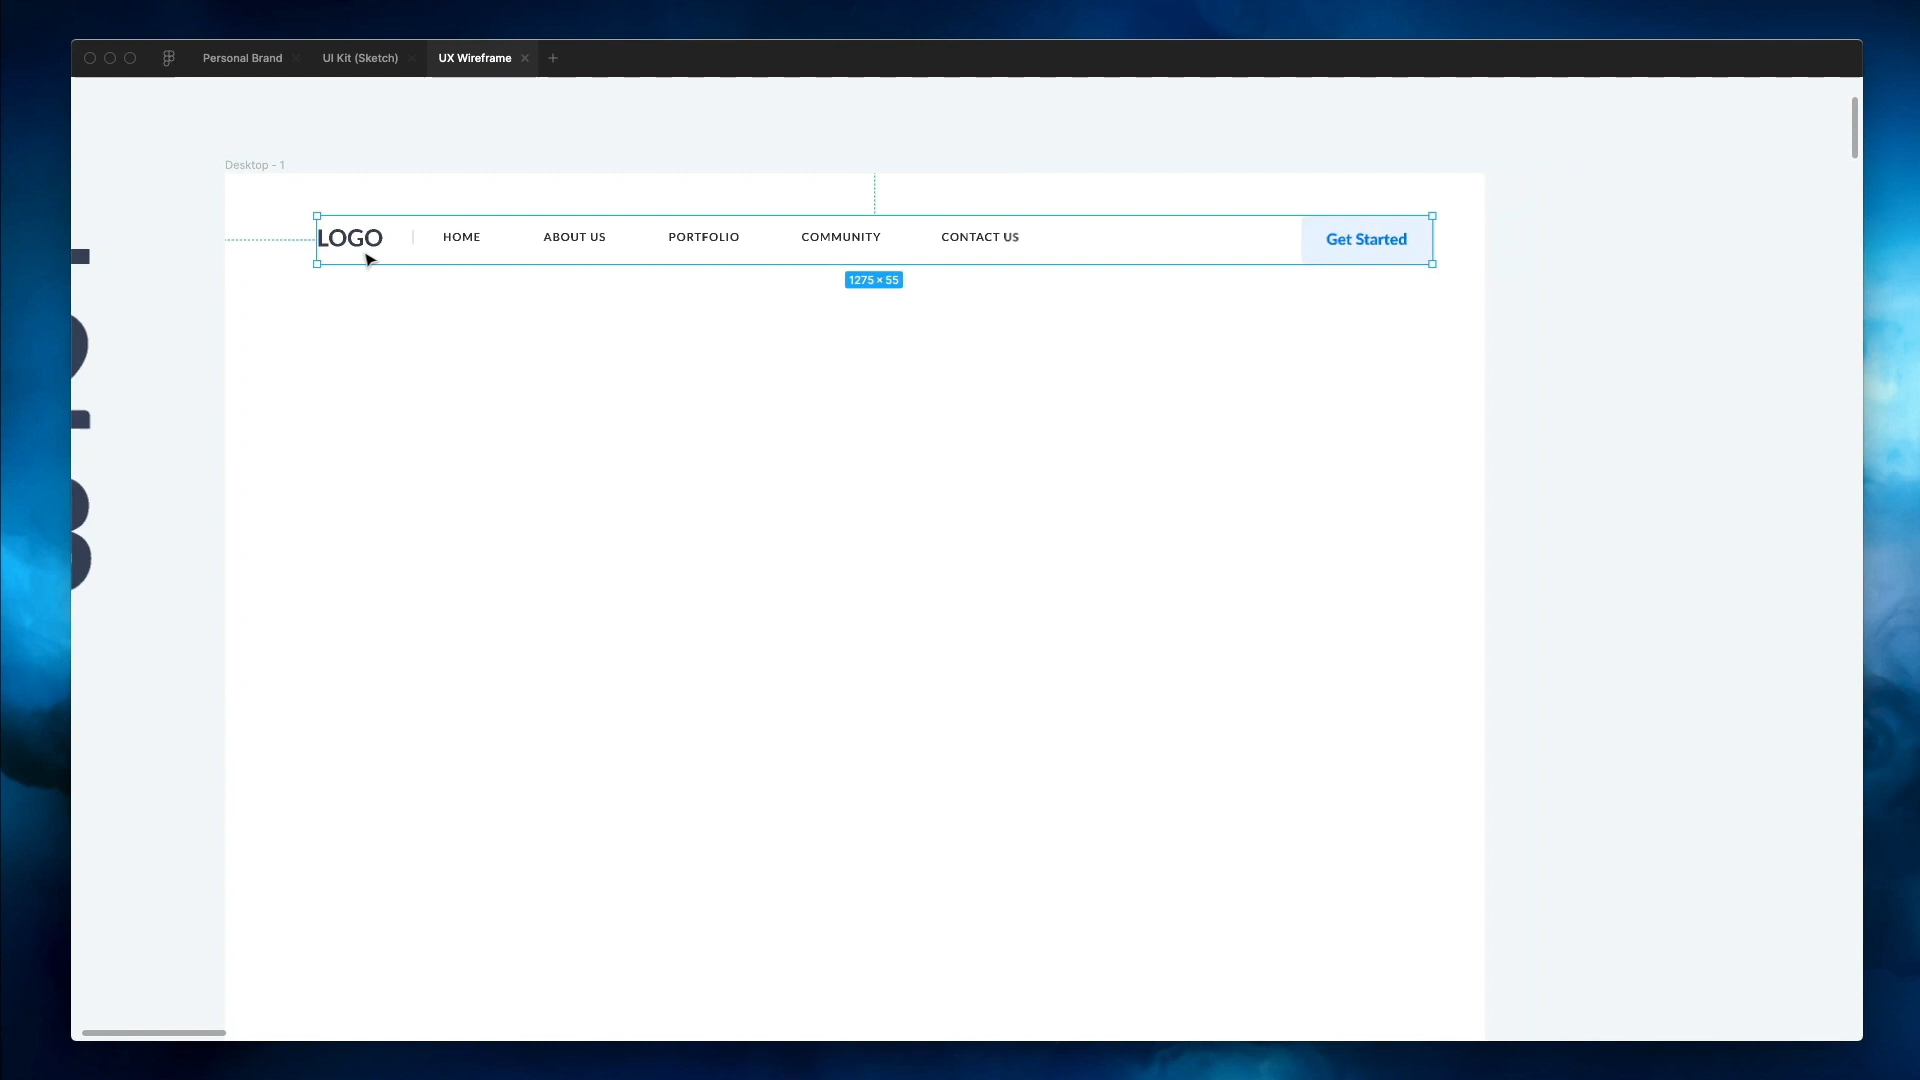 Personal Brand
UI Kit (Sketch)
UX Wireframe
Desktop - 1
LOGO
HOME
ABOUT US
PORTFOLIO
COMMUNITY
CONTACT US
Get Started
1275 × 55